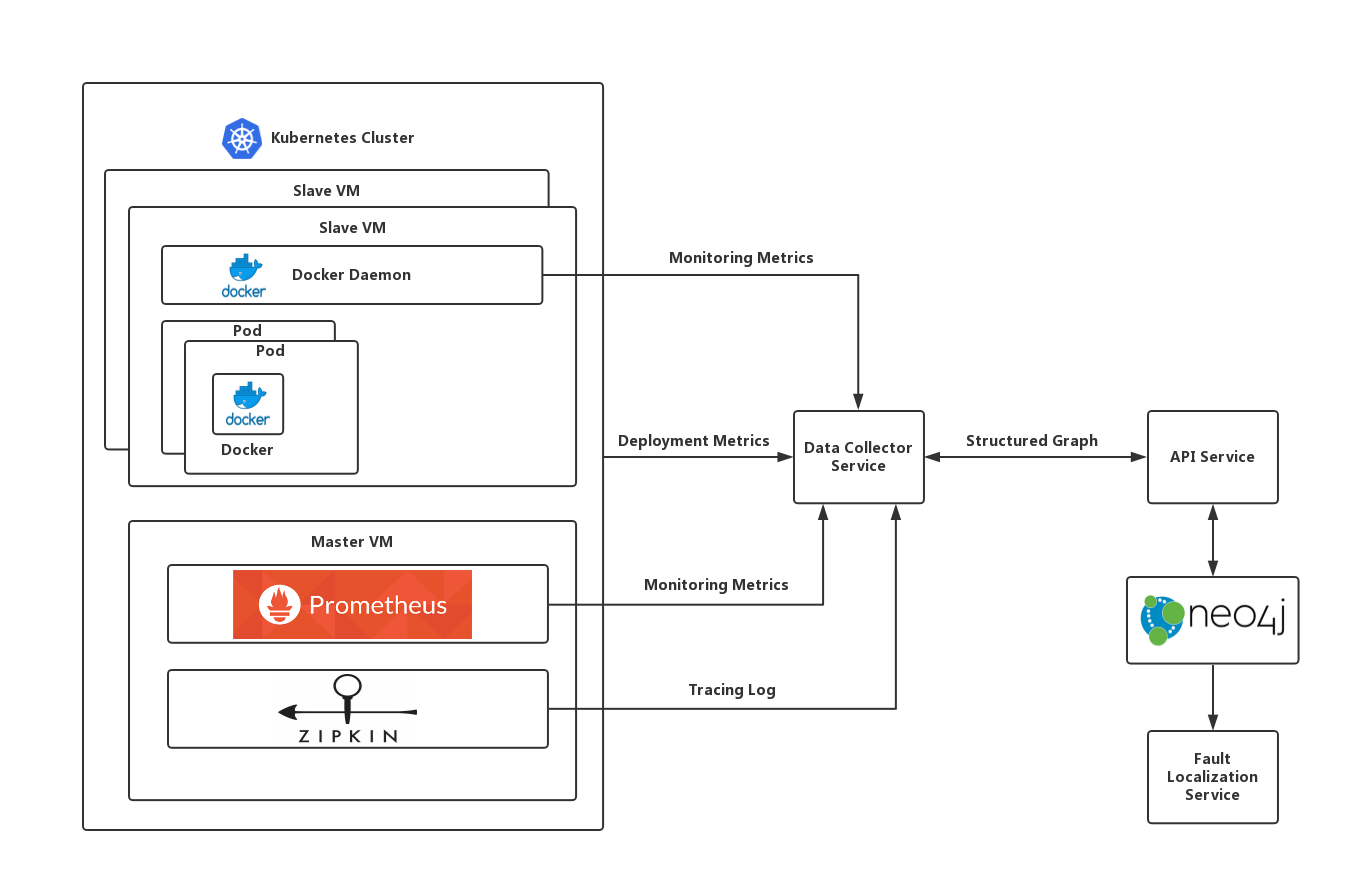 Kubernetes Cluster
Slave VM
Slave VM
docker
Docker Daemon
Pod
Pod
docker
Docker
Master VM
Prometheus
ZIPKIN
Monitoring Metrics
Deployment Metrics
Monitoring Metrics
Tracing Log
Data Collector
Service
Structured Graph
API Service
neo4j
Fault
Localization
Service